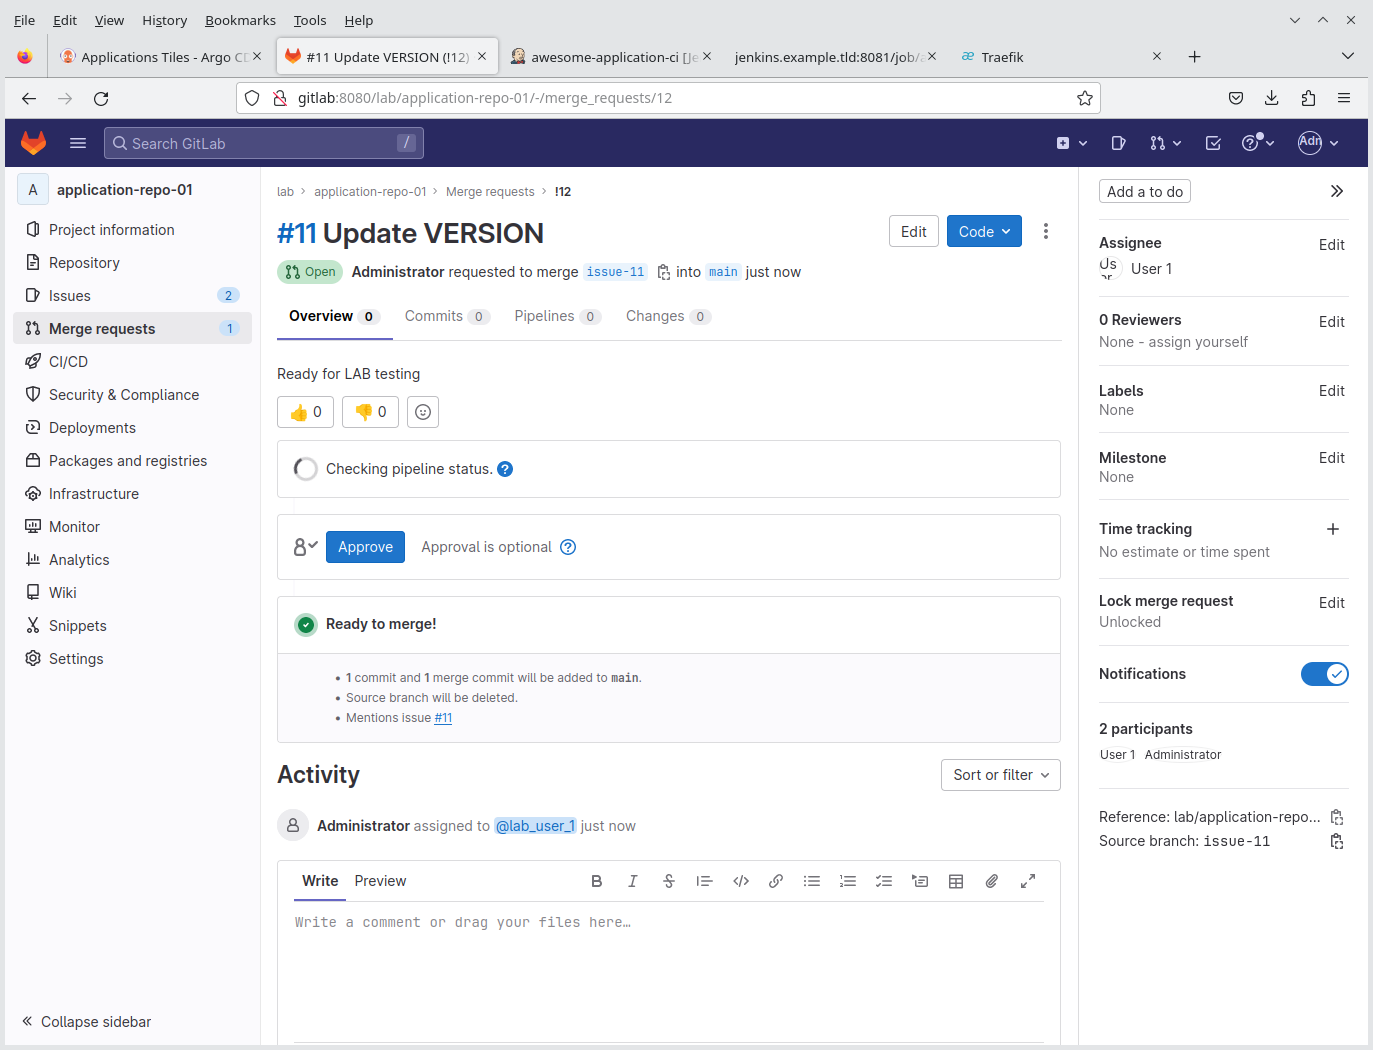 File Edit View History Bookmarks Tools Help
Applications Tiles - Argo CD
#11 Update VERSION (!12)
awesome-application-ci [Je
jenkins.example.tld:8081/job/a
Traefik
gitlab:8080/lab/application-repo-01/-/merge_requests/12
Search GitLab /
Adn
A application-repo-01
Project information
Repository
Issues 2
Merge requests 1
CI/CD
Security & Compliance
Deployments
Packages and registries
Infrastructure
Monitor
Analytics
Wiki
Snippets
Settings
Collapse sidebar
lab › application-repo-01 › Merge requests › !12
#11 Update VERSION
Edit Code
Open Administrator requested to merge issue-11 into main just now
Overview 0 Commits 0 Pipelines 0 Changes 0
Ready for LAB testing
👍 0 👎 0
Checking pipeline status.
Approve Approval is optional
Ready to merge!
• 1 commit and 1 merge commit will be added to main.
• Source branch will be deleted.
• Mentions issue #11
Activity
Sort or filter
Administrator assigned to @lab_user_1 just now
Write Preview
Write a comment or drag your files here…
Add a to do
Assignee Edit
User 1
0 Reviewers Edit
None - assign yourself
Labels Edit
None
Milestone Edit
None
Time tracking
No estimate or time spent
Lock merge request Edit
Unlocked
Notifications
2 participants
User 1 Administrator
Reference: lab/application-repo...
Source branch: issue-11